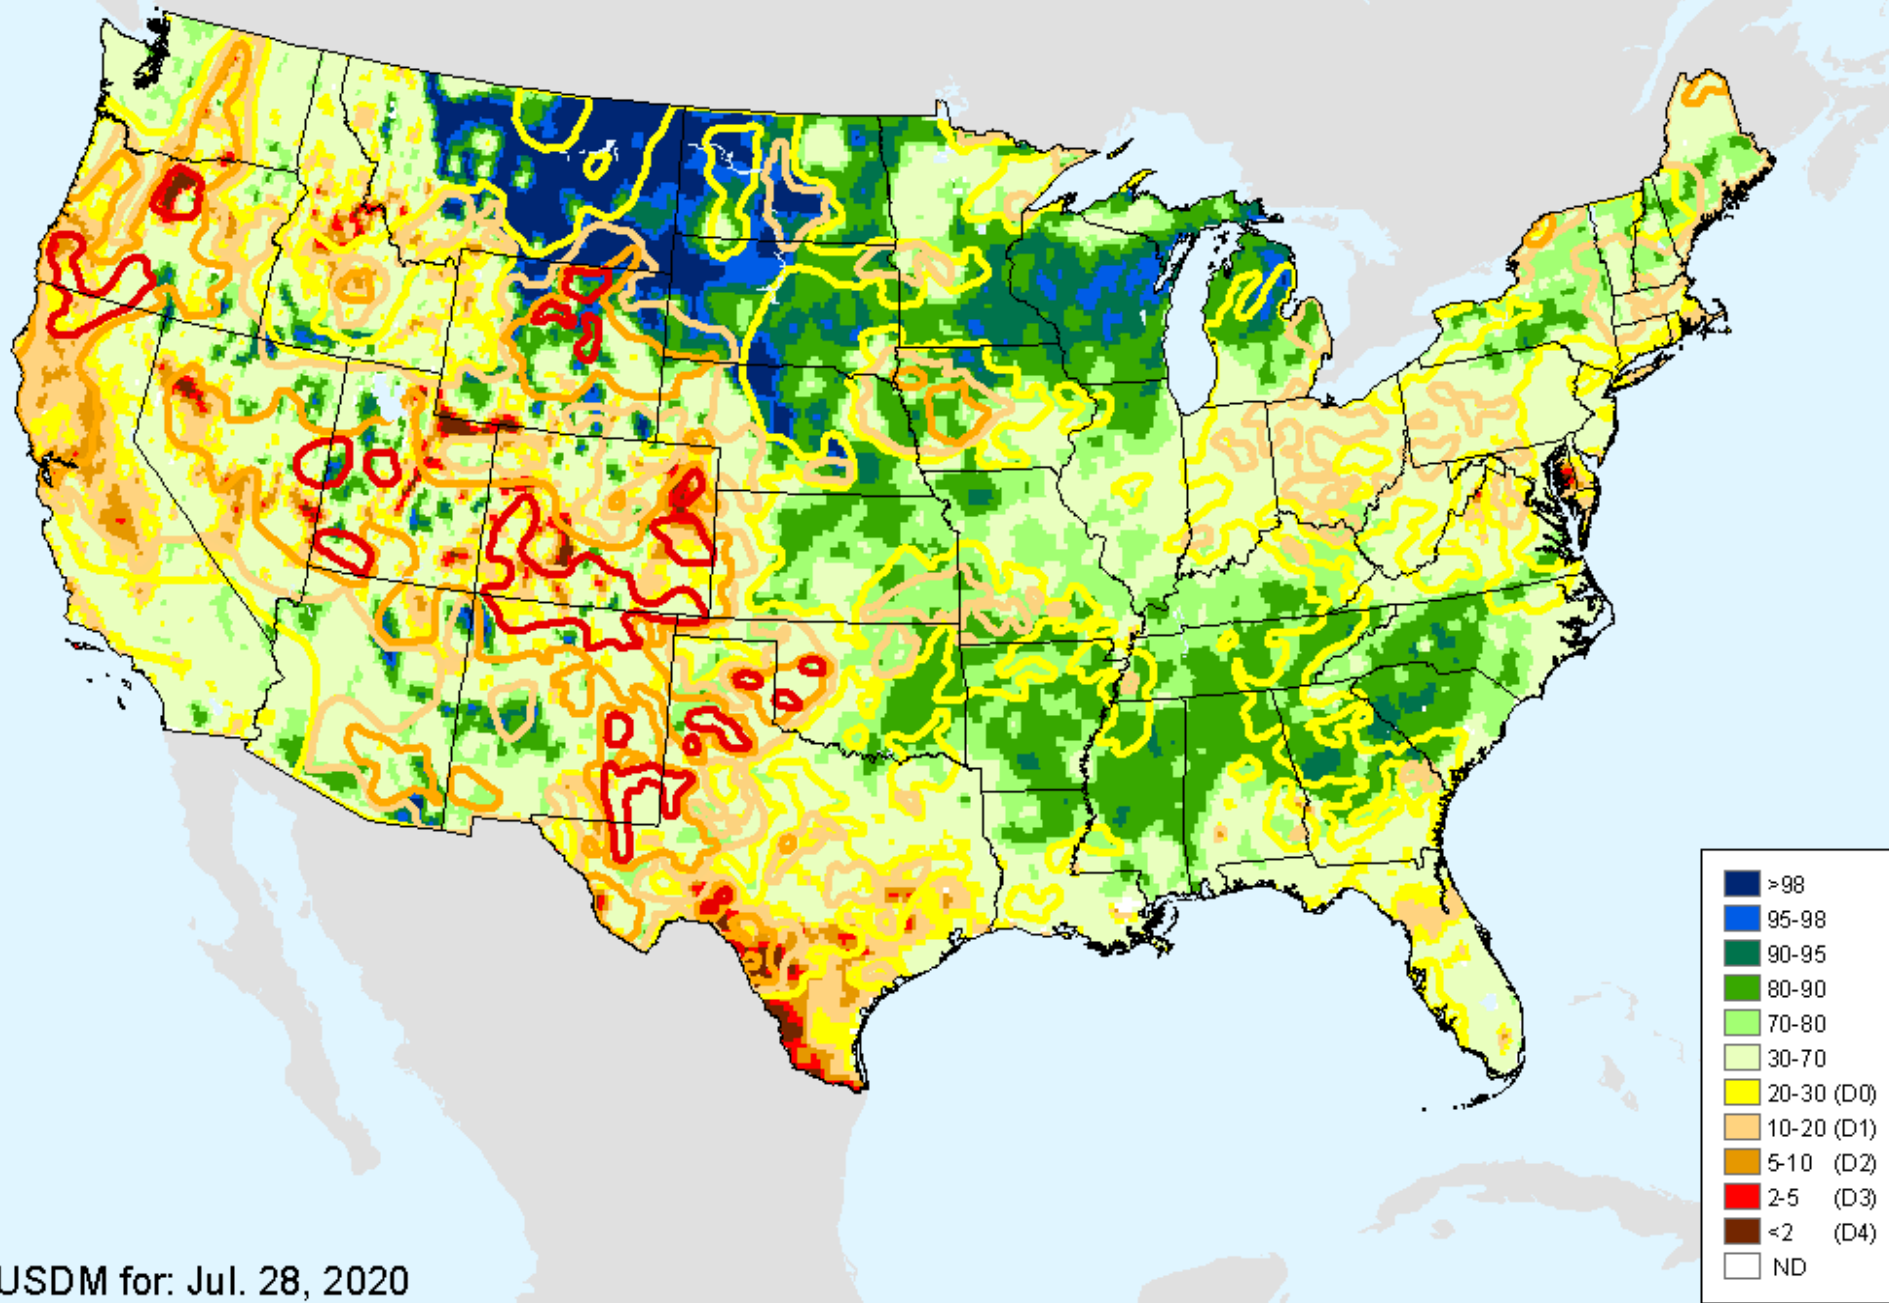 >98
95-98
90-95
80-90
70-80
30-70
20-30 (D0)
10-20 (D1)
5-10 (D2)
2-5 (D3)
<2 (D4)
ND
USDM for: Jul. 28, 2020